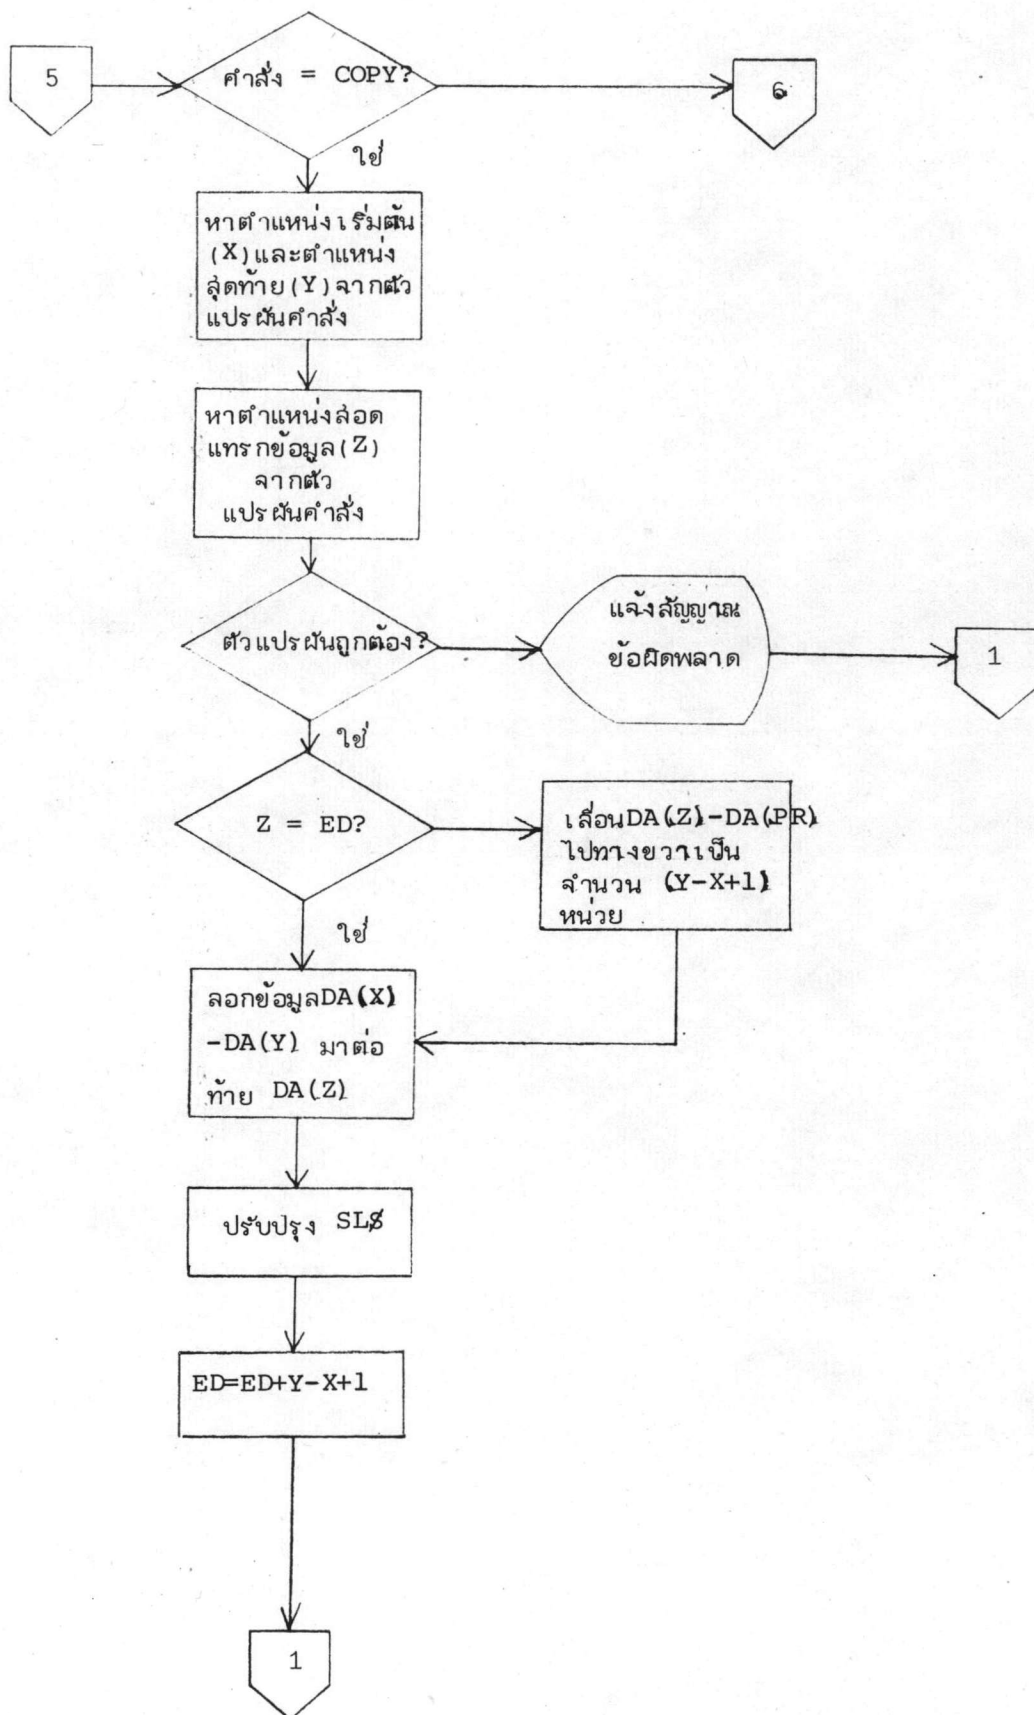 5
คำสั่ง = COPY?
6
ใช่
หาตำแหน่งเริ่มต้น
(X)และตำแหน่ง
สุดท้าย(Y)จากตัว
แปรผันคำสั่ง
หาตำแหน่งสอด
แทรกข้อมูล(Z)
จากตัว
แปรผันคำสั่ง
ตัวแปรผันถูกต้อง?
แจ้งสัญญาณ
ข้อผิดพลาด
1
ใช่
Z = ED?
เลื่อนDA(Z)-DA(PR)
ไปทางขวาเป็น
จำนวน (Y-X+1)
หน่วย
ใช่
ลอกข้อมูลDA(X)
-DA(Y) มาต่อ
ท้าย DA(Z)
ปรับปรุง SL$
ED=ED+Y-X+1
1